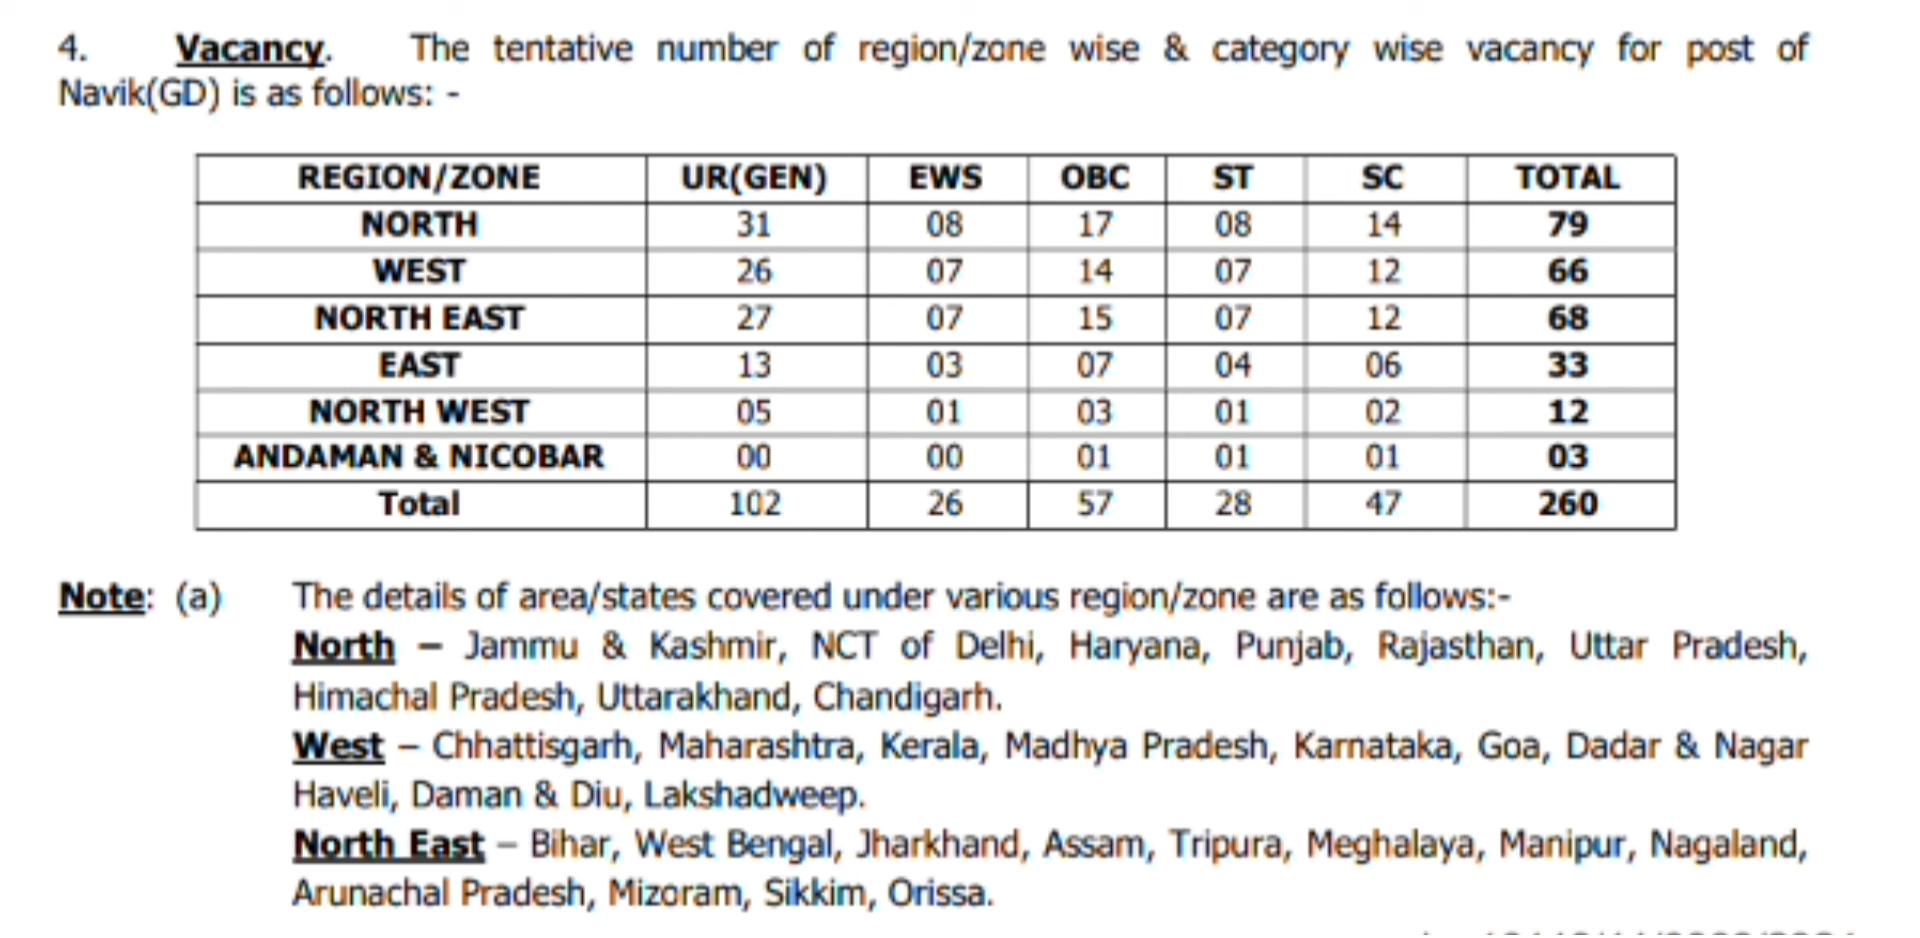 4. Vacancy. The tentative number of region/zone wise & category wise vacancy for post of
Navik(GD) is as follows: -
REGION/ZONE UR(GEN) EWS OBC ST SC TOTAL
NORTH 31 08 17 08 14 79
WEST 26 07 14 07 12 66
NORTH EAST 27 07 15 07 12 68
EAST 13 03 07 04 06 33
NORTH WEST 05 01 03 01 02 12
ANDAMAN & NICOBAR 00 00 01 01 01 03
Total 102 26 57 28 47 260
Note: (a) The details of area/states covered under various region/zone are as follows:-
North – Jammu & Kashmir, NCT of Delhi, Haryana, Punjab, Rajasthan, Uttar Pradesh,
Himachal Pradesh, Uttarakhand, Chandigarh.
West – Chhattisgarh, Maharashtra, Kerala, Madhya Pradesh, Karnataka, Goa, Dadar & Nagar
Haveli, Daman & Diu, Lakshadweep.
North East – Bihar, West Bengal, Jharkhand, Assam, Tripura, Meghalaya, Manipur, Nagaland,
Arunachal Pradesh, Mizoram, Sikkim, Orissa.